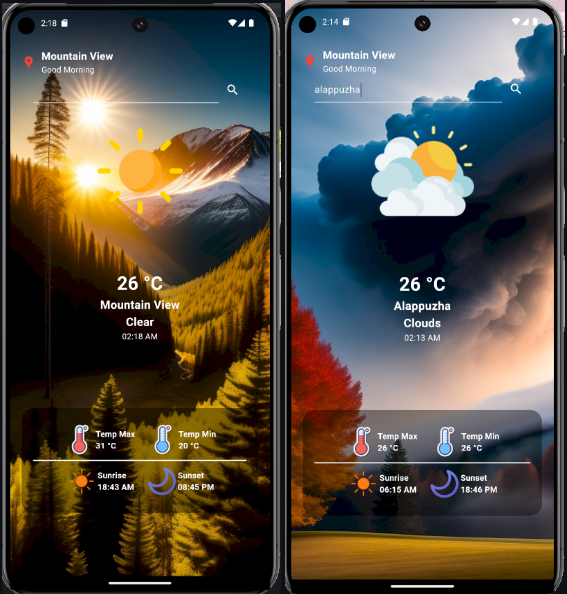 2:18
Mountain View
Good Morning
26 °C
Mountain View
Clear
02:18 AM
Temp Max
31 °C
Temp Min
20 °C
Sunrise
18:43 AM
Sunset
08:45 PM
2:14
Mountain View
Good Morning
alappuzha
26 °C
Alappuzha
Clouds
02:13 AM
Temp Max
26 °C
Temp Min
26 °C
Sunrise
06:15 AM
Sunset
18:46 PM